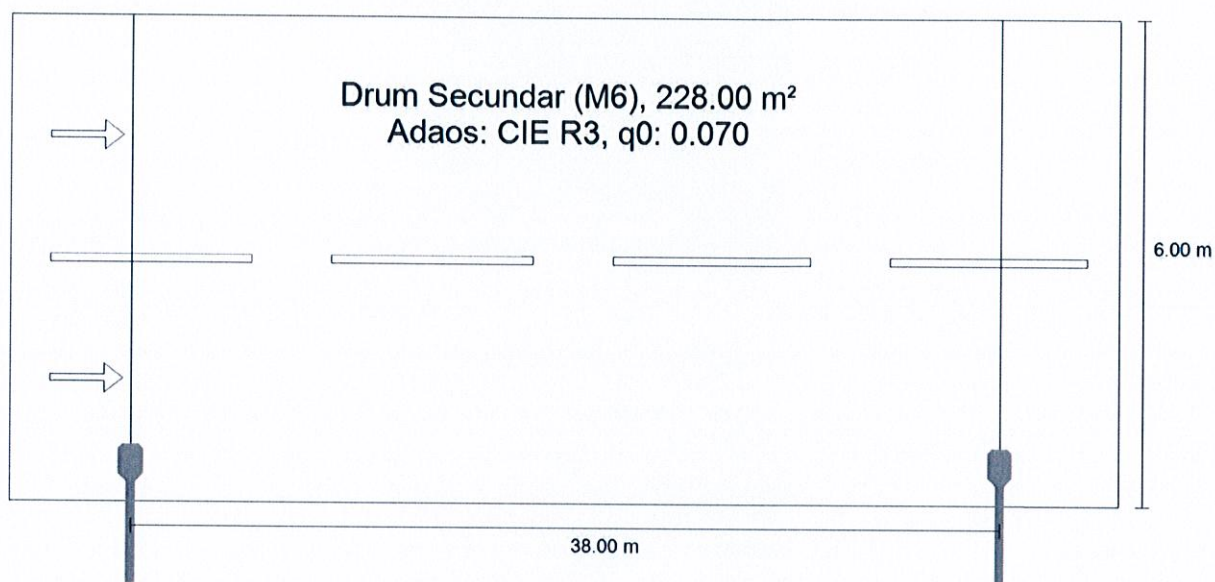 Drum Secundar (M6), 228.00 m²
Adaos: CIE R3, q0: 0.070
6.00 m
38.00 m